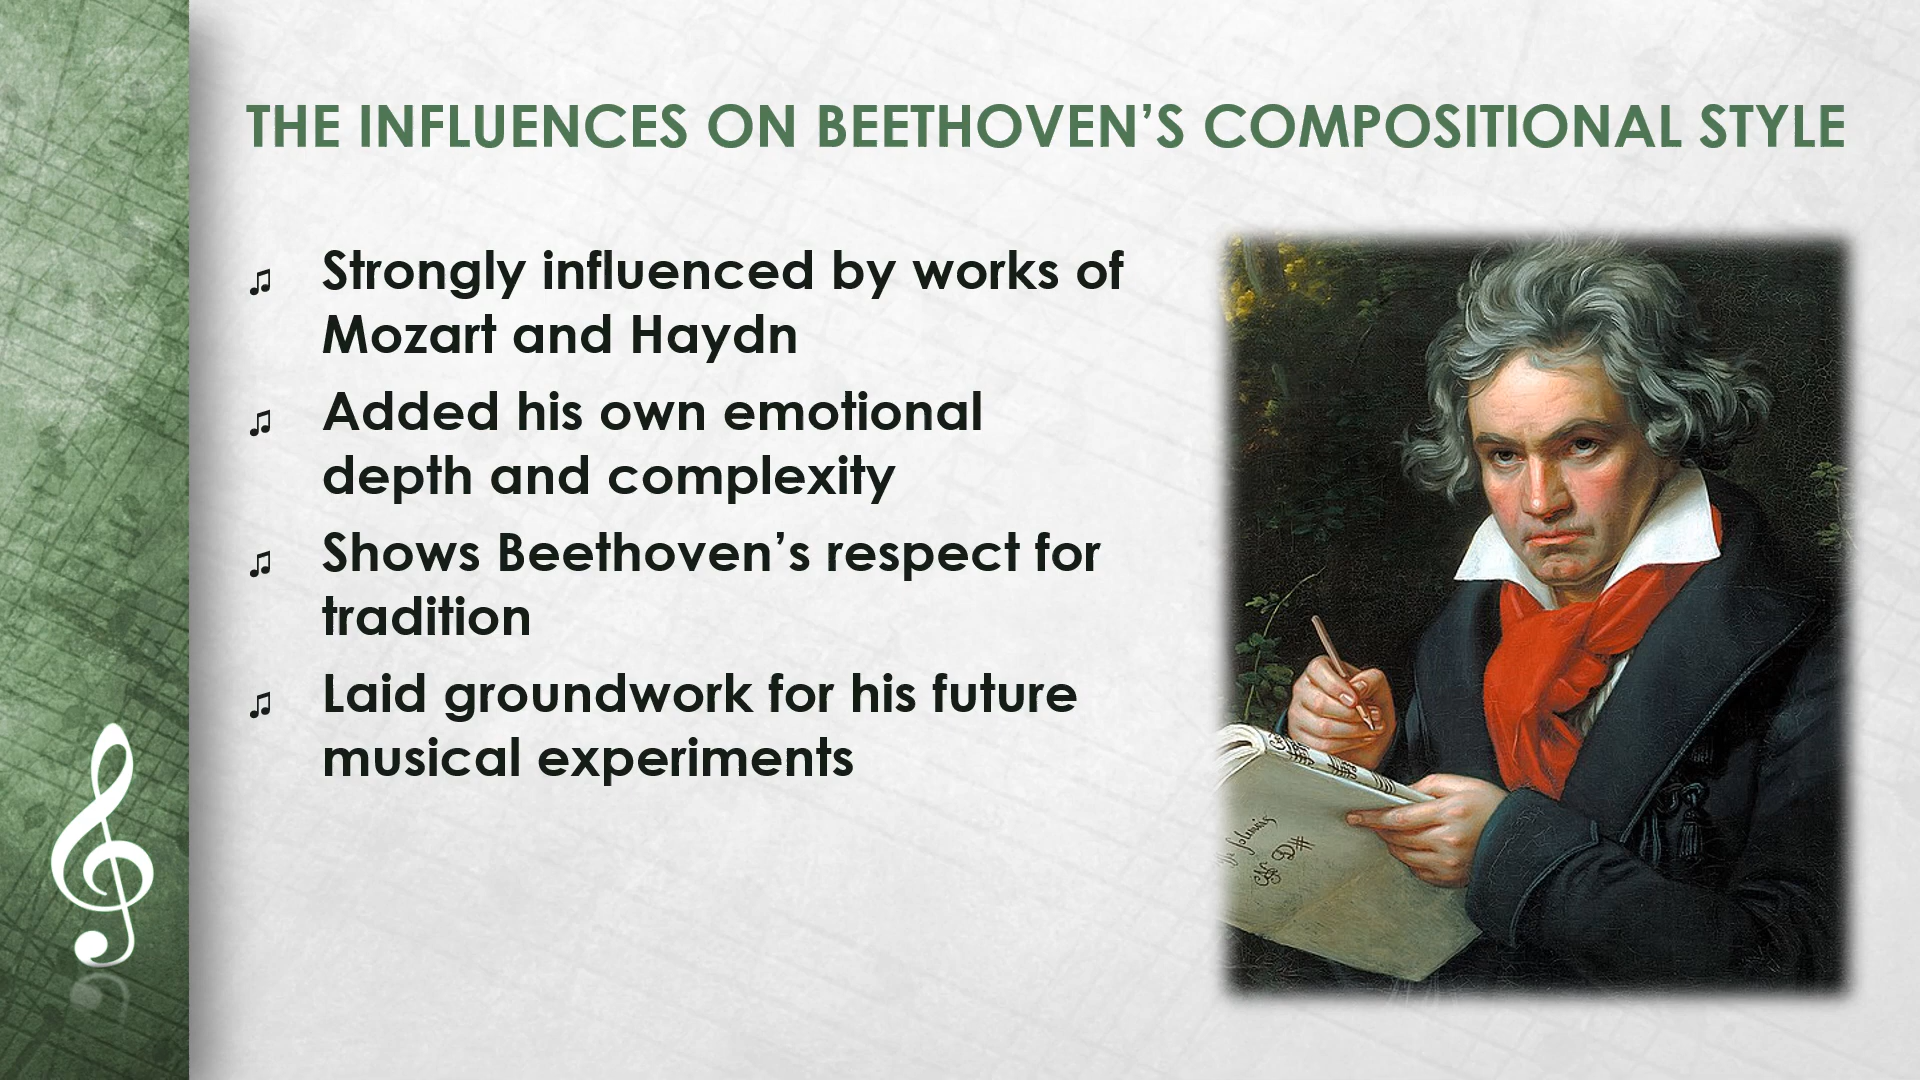 THE INFLUENCES ON BEETHOVEN’S COMPOSITIONAL STYLE
♫ Strongly influenced by works of
Mozart and Haydn
♫ Added his own emotional
depth and complexity
♫ Shows Beethoven’s respect for
tradition
♫ Laid groundwork for his future
musical experiments
D#